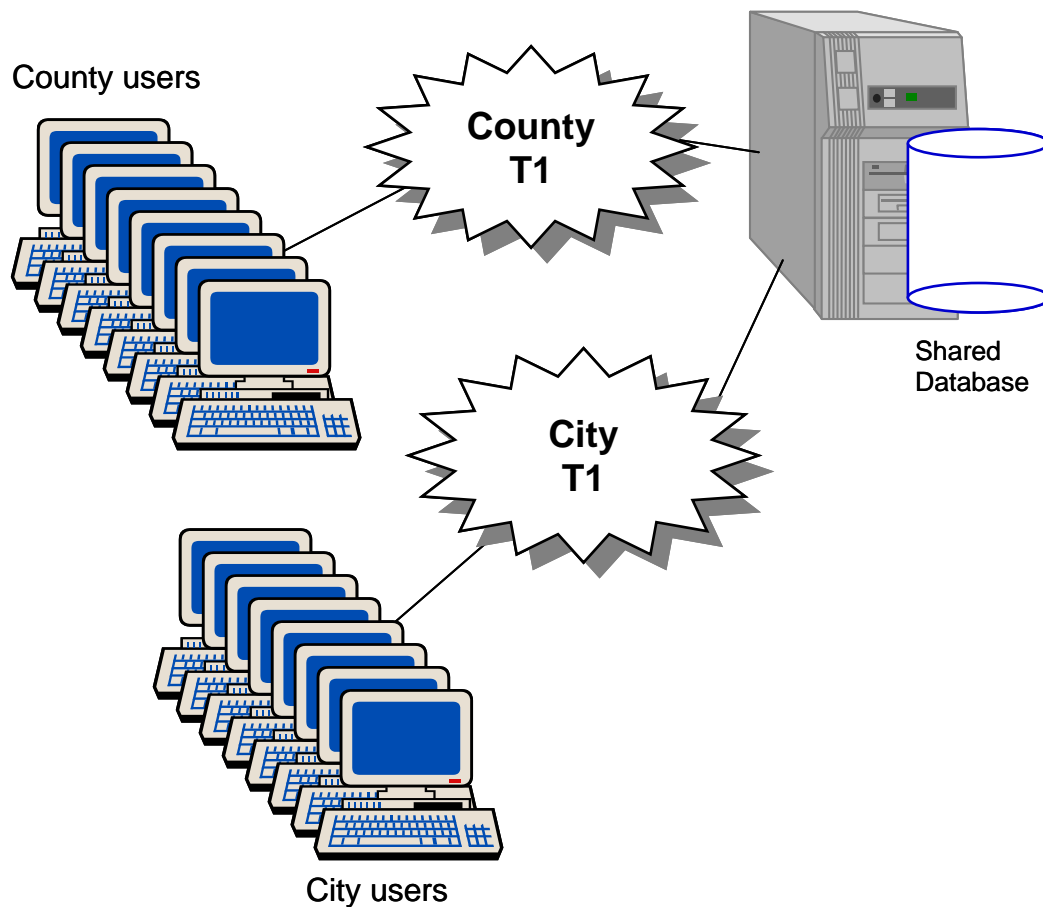 County users
County
T1
Shared
Database
City
T1
City users